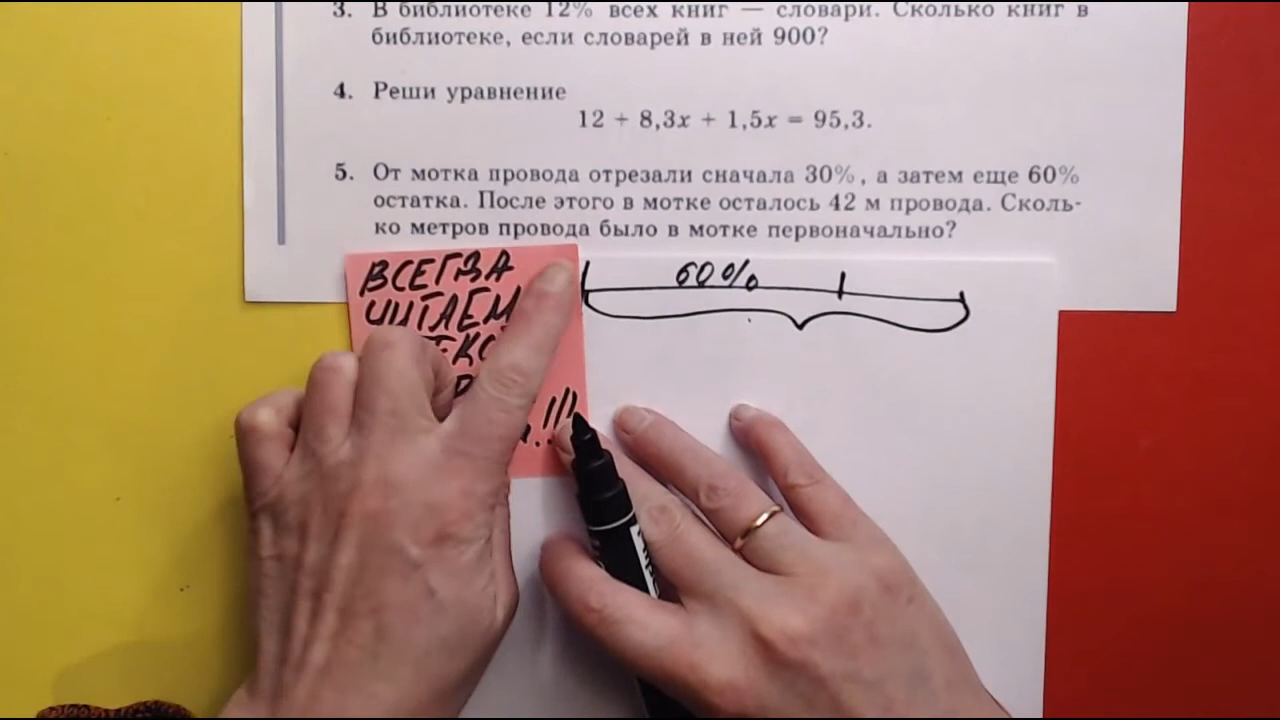 3. В библиотеке 12% всех книг — словари. Сколько книг в
библиотеке, если словарей в ней 900?
4. Реши уравнение
12 + 8,3x + 1,5x = 95,3.
5. От мотка провода отрезали сначала 30%, а затем еще 60%
остатка. После этого в мотке осталось 42 м провода. Сколь-
ко метров провода было в мотке первоначально?
ВСЕГДА
ЧИТАЕМ
!!!
60%